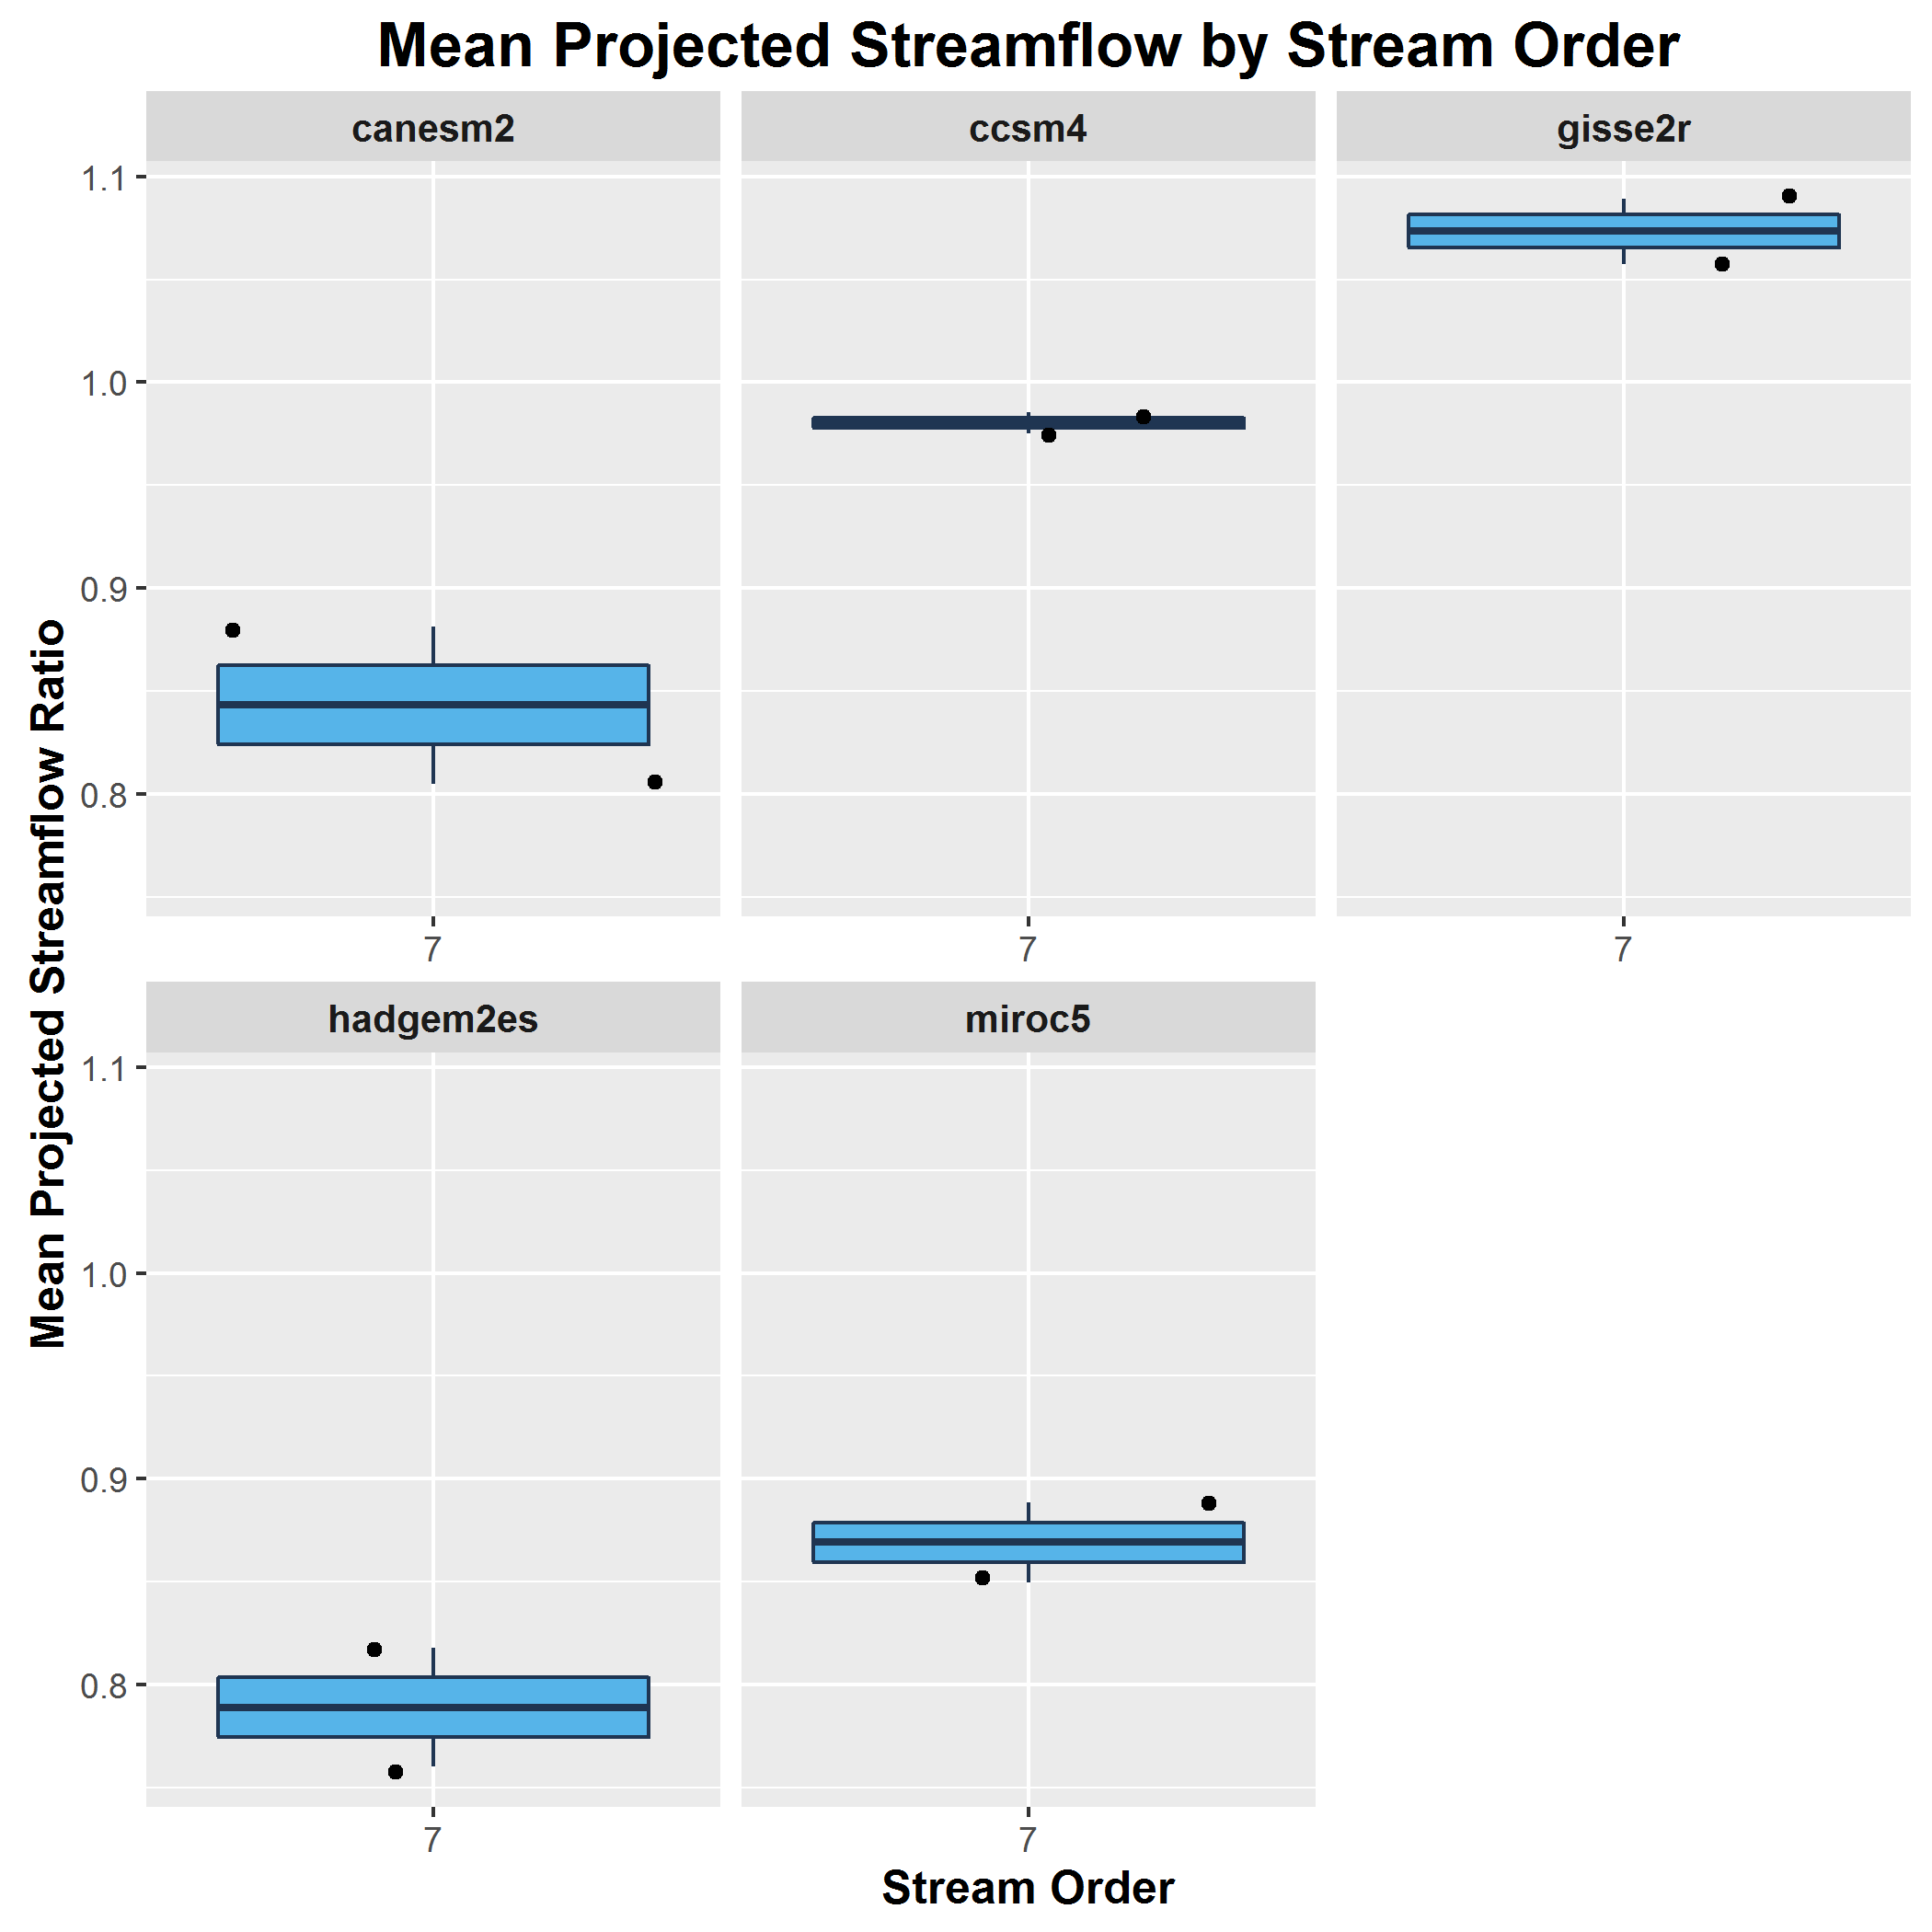 Mean Projected Streamflow by Stream Order
canesm2
ccsm4
gisse2r
1.1
1.0
0.9
0.8
7
7
7
Mean Projected Streamflow Ratio
hadgem2es
miroc5
1.1
1.0
0.9
0.8
7
7
Stream Order